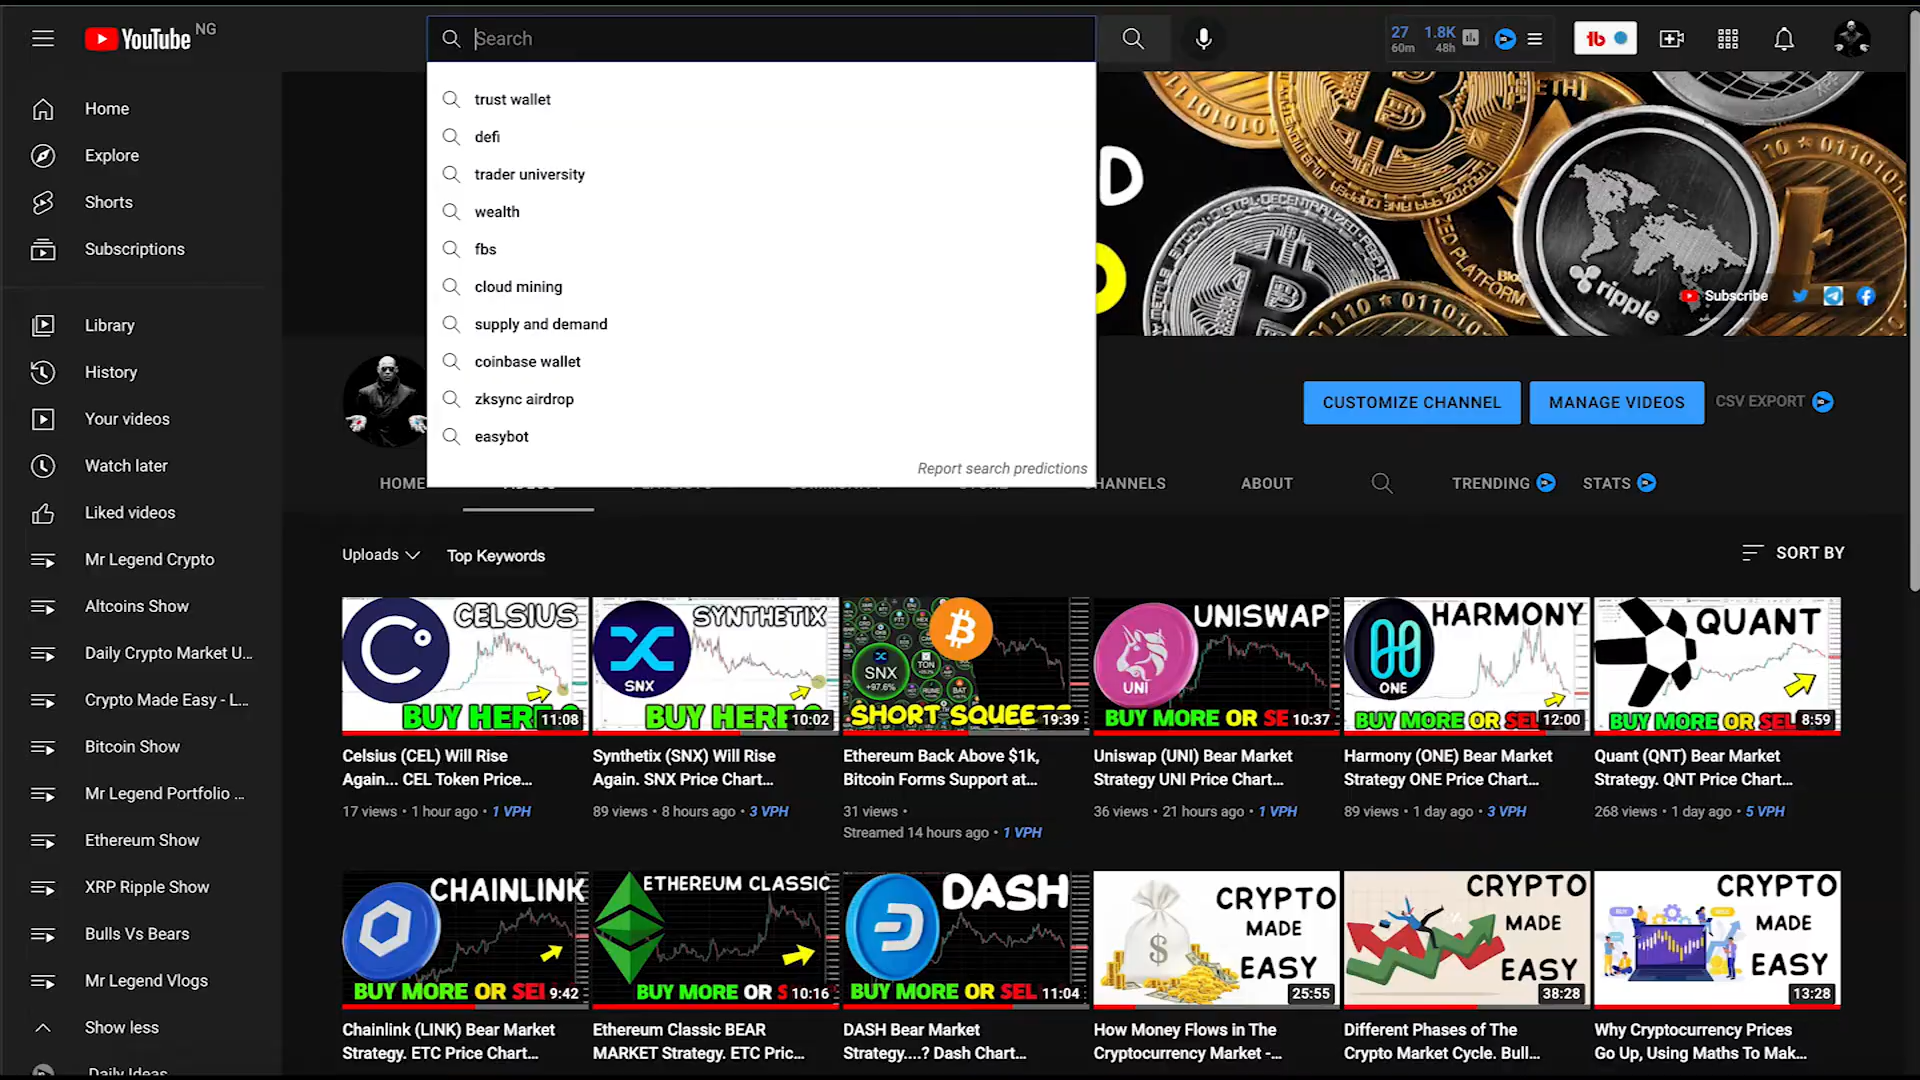 YouTube NG
Search
27 60m 1.8K 48h
trust wallet
defi
trader university
wealth
fbs
cloud mining
supply and demand
coinbase wallet
zksync airdrop
easybot
Report search predictions
Home
Explore
Shorts
Subscriptions
Library
History
Your videos
Watch later
Liked videos
Mr Legend Crypto
Altcoins Show
Daily Crypto Market U...
Crypto Made Easy - L...
Bitcoin Show
Mr Legend Portfolio ...
Ethereum Show
XRP Ripple Show
Bulls Vs Bears
Mr Legend Vlogs
Show less
Daily Ideas
D
O
ripple
Subscribe
CUSTOMIZE CHANNEL
MANAGE VIDEOS
CSV EXPORT
HOME
CHANNELS
ABOUT
TRENDING
STATS
Uploads
Top Keywords
SORT BY
CELSIUS
BUY HERE ?
11:08
SYNTHETIX
SNX
BUY HERE ?
10:02
SNX
+97.6%
TON
SHORT SQUEEZE
19:39
UNISWAP
UNI
BUY MORE OR SE
10:37
HARMONY
ONE
BUY MORE OR SEL
12:00
QUANT
BUY MORE OR SEL
8:59
Celsius (CEL) Will Rise
Again... CEL Token Price...
17 views • 1 hour ago • 1 VPH
Synthetix (SNX) Will Rise
Again. SNX Price Chart...
89 views • 8 hours ago • 3 VPH
Ethereum Back Above $1k,
Bitcoin Forms Support at...
31 views •
Streamed 14 hours ago • 1 VPH
Uniswap (UNI) Bear Market
Strategy UNI Price Chart...
36 views • 21 hours ago • 1 VPH
Harmony (ONE) Bear Market
Strategy ONE Price Chart...
89 views • 1 day ago • 3 VPH
Quant (QNT) Bear Market
Strategy. QNT Price Chart...
268 views • 1 day ago • 5 VPH
CHAINLINK
BUY MORE OR SEL
9:42
ETHEREUM CLASSIC
BUY MORE OR S
10:16
DASH
BUY MORE OR SEL
11:04
CRYPTO
MADE
EASY
25:55
CRYPTO
MADE
EASY
38:28
CRYPTO
MADE
EASY
13:28
Chainlink (LINK) Bear Market
Strategy. ETC Price Chart...
Ethereum Classic BEAR
MARKET Strategy. ETC Pric...
DASH Bear Market
Strategy....? Dash Chart...
How Money Flows in The
Cryptocurrency Market -...
Different Phases of The
Crypto Market Cycle. Bull...
Why Cryptocurrency Prices
Go Up, Using Maths To Mak...